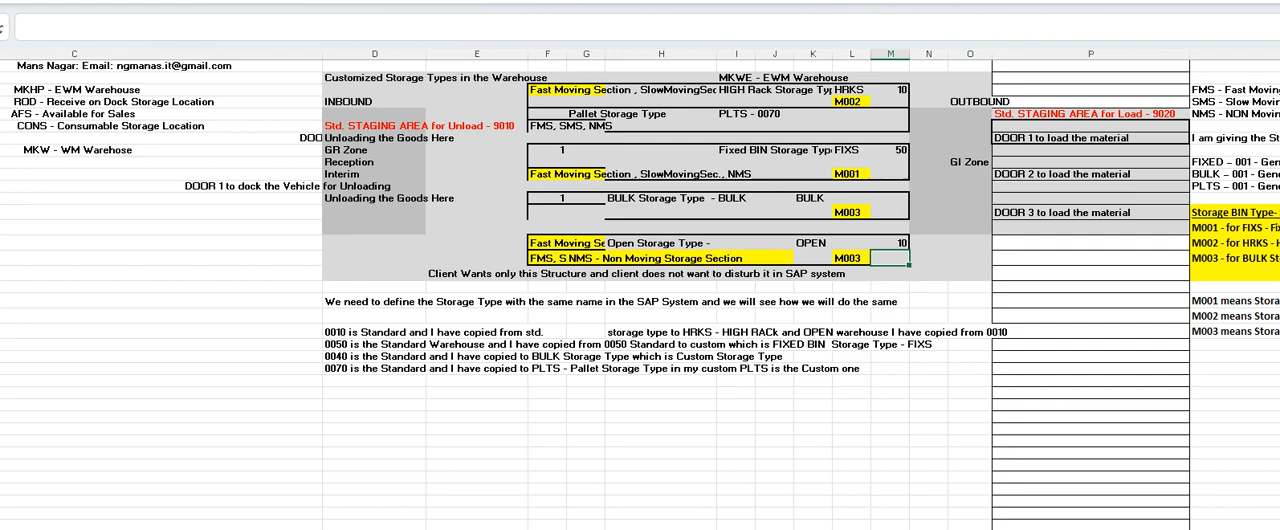 C D E F G H I J K L M N O P
Mans Nagar: Email: ngmanas.it@gmail.com
Customized Storage Types in the Warehouse MKWE - EWM Warehouse
MKHP - EWM Warehouse Fast Moving Section , SlowMovingSec HIGH Rack Storage Typ HRKS 10 FMS - Fast Moving
ROD - Receive on Dock Storage Location INBOUND M002 OUTBOUND SMS - Slow Mov
AFS - Available for Sales Pallet Storage Type PLTS - 0070 Std. STAGING AREA for Load - 9020 NMS - NON Movin
CONS - Consumable Storage Location Std. STAGING AREA for Unload - 9010 FMS, SMS, NMS
DOO Unloading the Goods Here DOOR 1 to load the material I am giving the St
MKW - WM Warehose GR Zone 1 Fixed BIN Storage Typ FIXS 50
Reception GI Zone FIXED – 001 - Gene
Interim Fast Moving Section , SlowMovingSec., NMS M001 DOOR 2 to load the material BULK – 001 - Gene
DOOR 1 to dock the Vehicle for Unloading PLTS – 001 - Gene
Unloading the Goods Here 1 BULK Storage Type - BULK BULK
M003 DOOR 3 to load the material Storage BIN Type-
M001 - for FIXS - Fi
Fast Moving Se Open Storage Type - OPEN 10 M002 - for HRKS - H
FMS, S NMS - Non Moving Storage Section M003 M003 - for BULK St
Client Wants only this Structure and client does not want to disturb it in SAP system
We need to define the Storage Type with the same name in the SAP System and we will see how we will do the same M001 means Stora
M002 means Stora
0010 is Standard and I have copied from std. storage type to HRKS - HIGH RACk and OPEN warehouse I have copied from 0010 M003 means Stora
0050 is the Standard Warehouse and I have copied from 0050 Standard to custom which is FIXED BIN Storage Type - FIXS
0040 is the Standard and I have copied to BULK Storage Type which is Custom Storage Type
0070 is the Standard and I have copied to PLTS - Pallet Storage Type in my custom PLTS is the Custom one